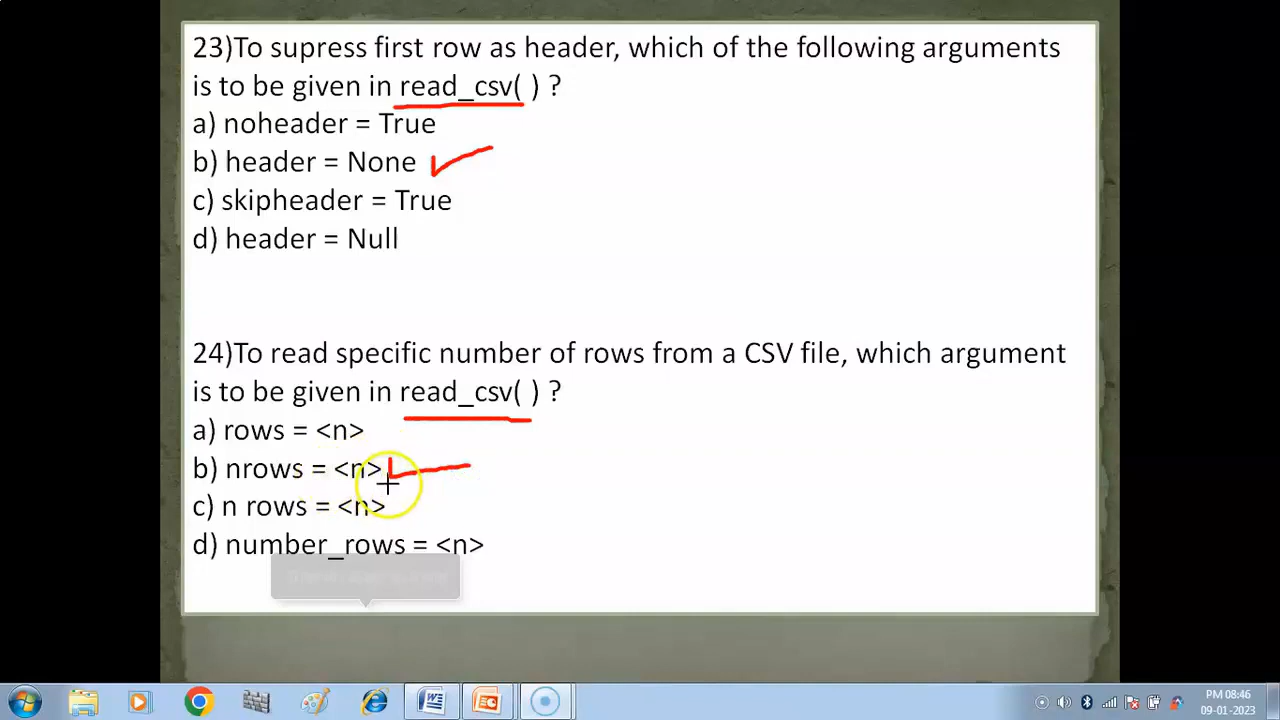 23)To supress first row as header, which of the following arguments
is to be given in read_csv( ) ?
a) noheader = True
b) header = None
c) skipheader = True
d) header = Null
24)To read specific number of rows from a CSV file, which argument
is to be given in read_csv( ) ?
a) rows = <n>
b) nrows = <n>
c) n rows = <n>
d) number_rows = <n>
PM 08:46
09-01-2023